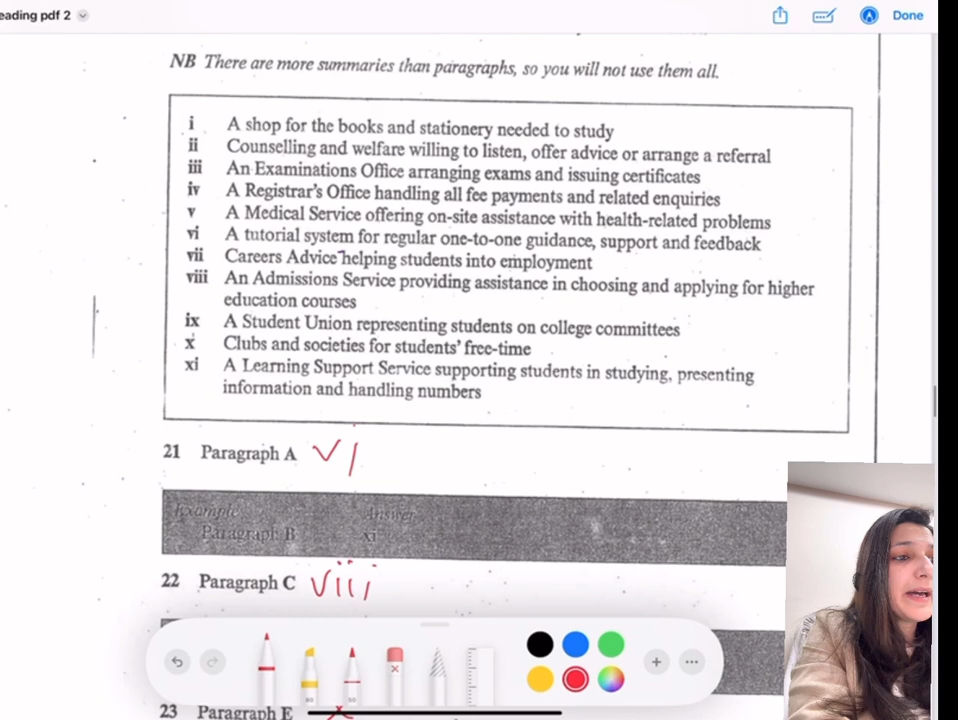 eading pdf 2
Done
NB There are more summaries than paragraphs, so you will not use them all.
i A shop for the books and stationery needed to study
ii Counselling and welfare willing to listen, offer advice or arrange a referral
iii An Examinations Office arranging exams and issuing certificates
iv A Registrar's Office handling all fee payments and related enquiries
v A Medical Service offering on-site assistance with health-related problems
vi A tutorial system for regular one-to-one guidance, support and feedback
vii Careers Advice helping students into employment
viii An Admissions Service providing assistance in choosing and applying for higher
education courses
ix A Student Union representing students on college committees
x Clubs and societies for students' free-time
xi A Learning Support Service supporting students in studying, presenting
information and handling numbers
21 Paragraph A vi
Example Answer
Paragraph B xi
22 Paragraph C viii
23 Paragraph E